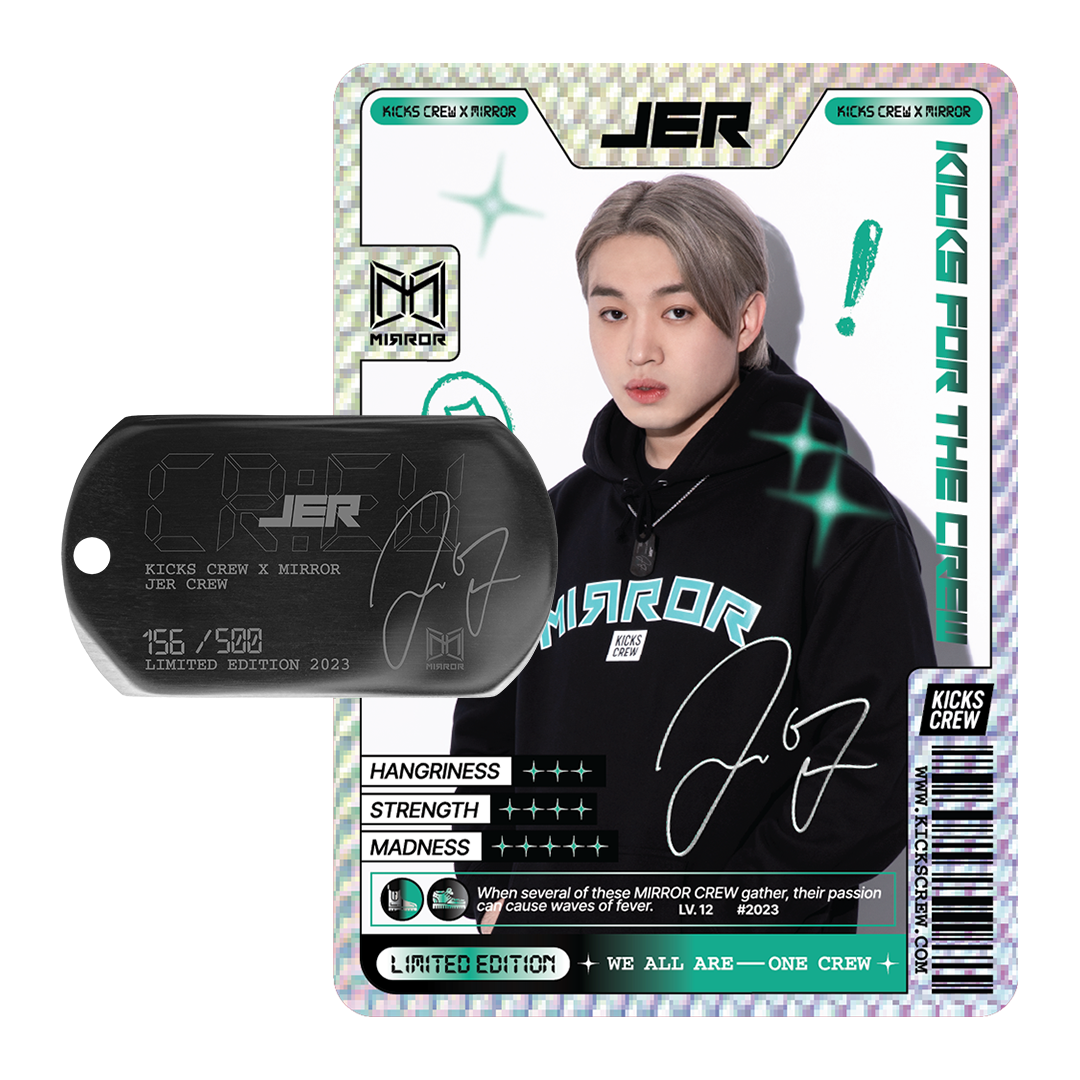 KICKS CREW X MIRROR
JER
KICKS CREW X MIRROR
KICKS FOR THE CREW
MIRROR
CR:EW
JER
KICKS CREW X MIRROR
JER CREW
156 /500
LIMITED EDITION 2023
MIRROR
MIRROR
KICKS
CREW
KICKS
CREW
WWW.KICKSCREW.COM
HANGRINESS
STRENGTH
MADNESS
When several of these MIRROR CREW gather, their passion
can cause waves of fever. LV. 12 #2023
LIMITED EDITION
WE ALL ARE — ONE CREW